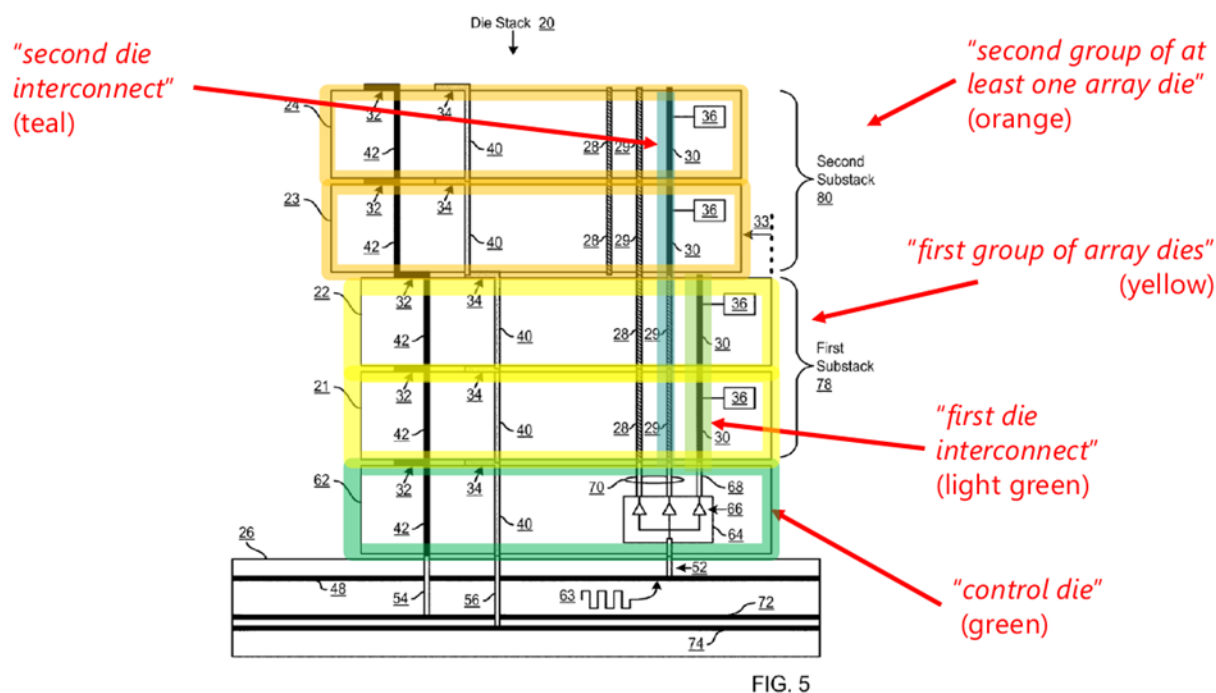 Die Stack 20
"second die
interconnect"
(teal)
"second group of at
least one array die"
(orange)
24
32
34
42
40
28
29
30
36
Second
Substack
80
23
32
34
42
40
28
29
30
36
33
"first group of array dies"
(yellow)
22
32
34
42
40
28
29
30
36
First
Substack
78
21
32
34
42
40
28
29
30
36
"first die
interconnect"
(light green)
62
32
34
42
40
70
68
66
64
26
52
48
54
56
63
72
74
"control die"
(green)
FIG. 5